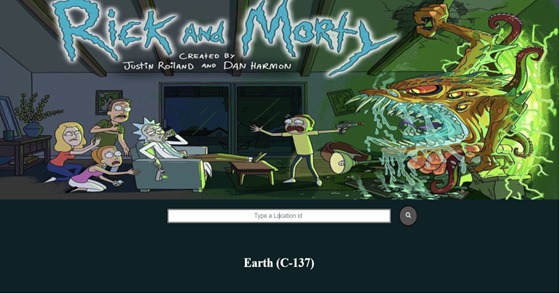 Rick and Morty
CREATED BY
JUSTIN ROILAND AND DAN HARMON
Type a Location id
Earth (C-137)